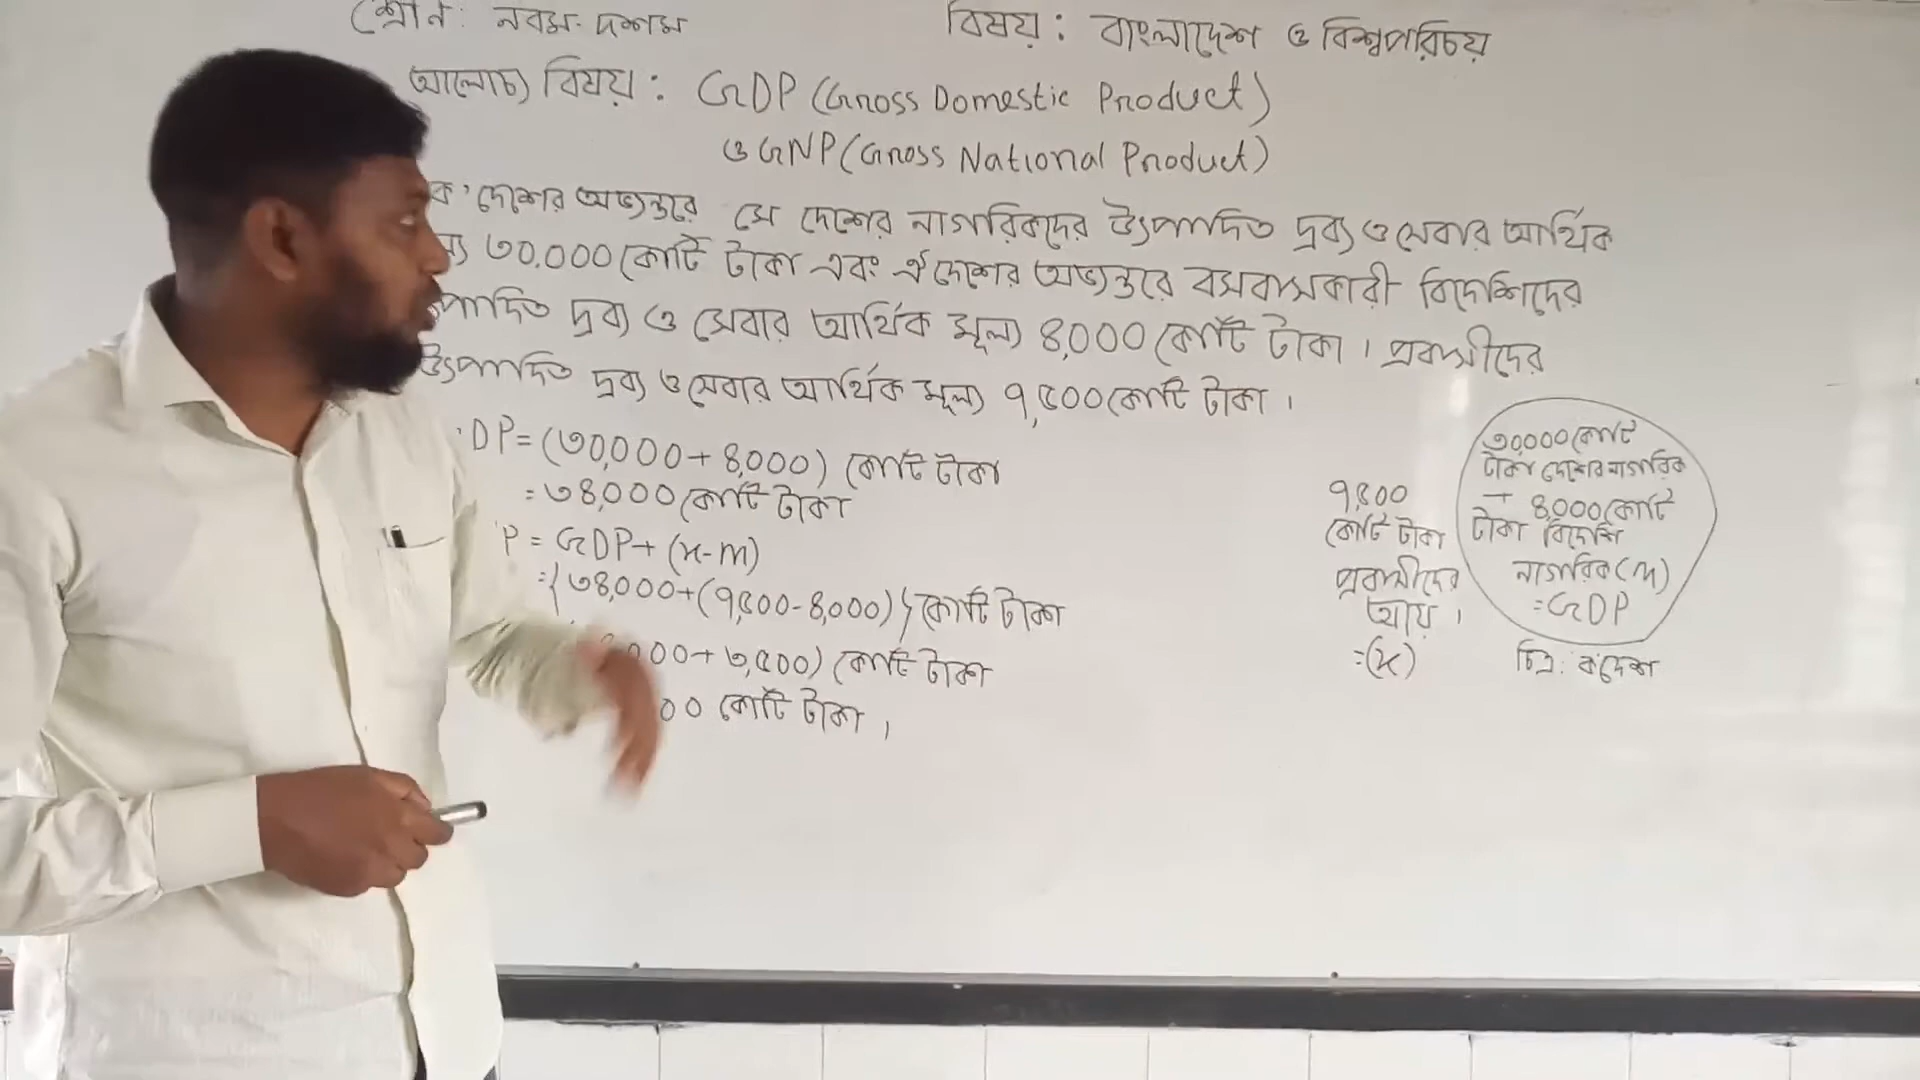 শ্রেণি: নবম-দশম
বিষয়: বাংলাদেশ ও বিশ্বপরিচয়
আলোচ্য বিষয়: GDP (Gross Domestic Product)
ও GNP (Gross National Product)
ক' দেশের অভ্যন্তরে সে দেশের নাগরিকদের উৎপাদিত দ্রব্য ও সেবার আর্থিক
৩০,০০০ কোটি টাকা এবং ঐ দেশের অভ্যন্তরে বসবাসকারী বিদেশিদের
পাদিত দ্রব্য ও সেবার আর্থিক মূল্য ৪,০০০ কোটি টাকা। প্রবাসীদের
উৎপাদিত দ্রব্য ও সেবার আর্থিক মূল্য ৭,৫০০ কোটি টাকা।
DP = (৩০,০০০ + ৪,০০০) কোটি টাকা
= ৩৪,০০০ কোটি টাকা
P = GDP + (x-m)
= {৩৪,০০০ + (৭,৫০০ - ৪,০০০)} কোটি টাকা
০০০ + ৩,৫০০) কোটি টাকা
০০ কোটি টাকা।
৭,৫০০
কোটি টাকা
প্রবাসীদের
আয়।
=(x)
৩০,০০০ কোটি
টাকা দেশের নাগরিক
+ ৪,০০০ কোটি
টাকা বিদেশি
নাগরিক (m)
= GDP
চিত্র: ক দেশ